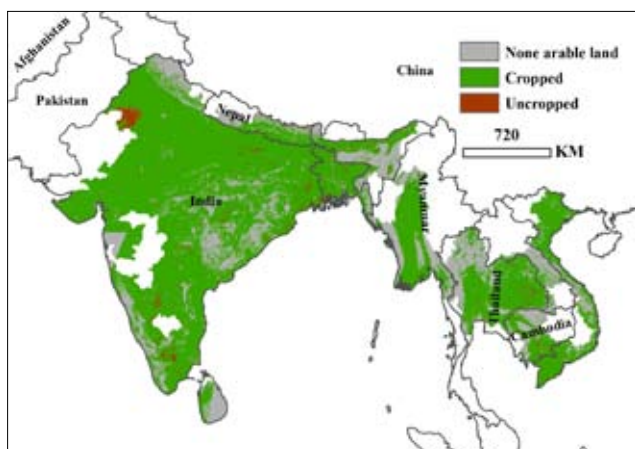 Afghanistan
Pakistan
China
Nepal
India
Myanmar
Thailand
Cambodia
None arable land
Cropped
Uncropped
720
KM